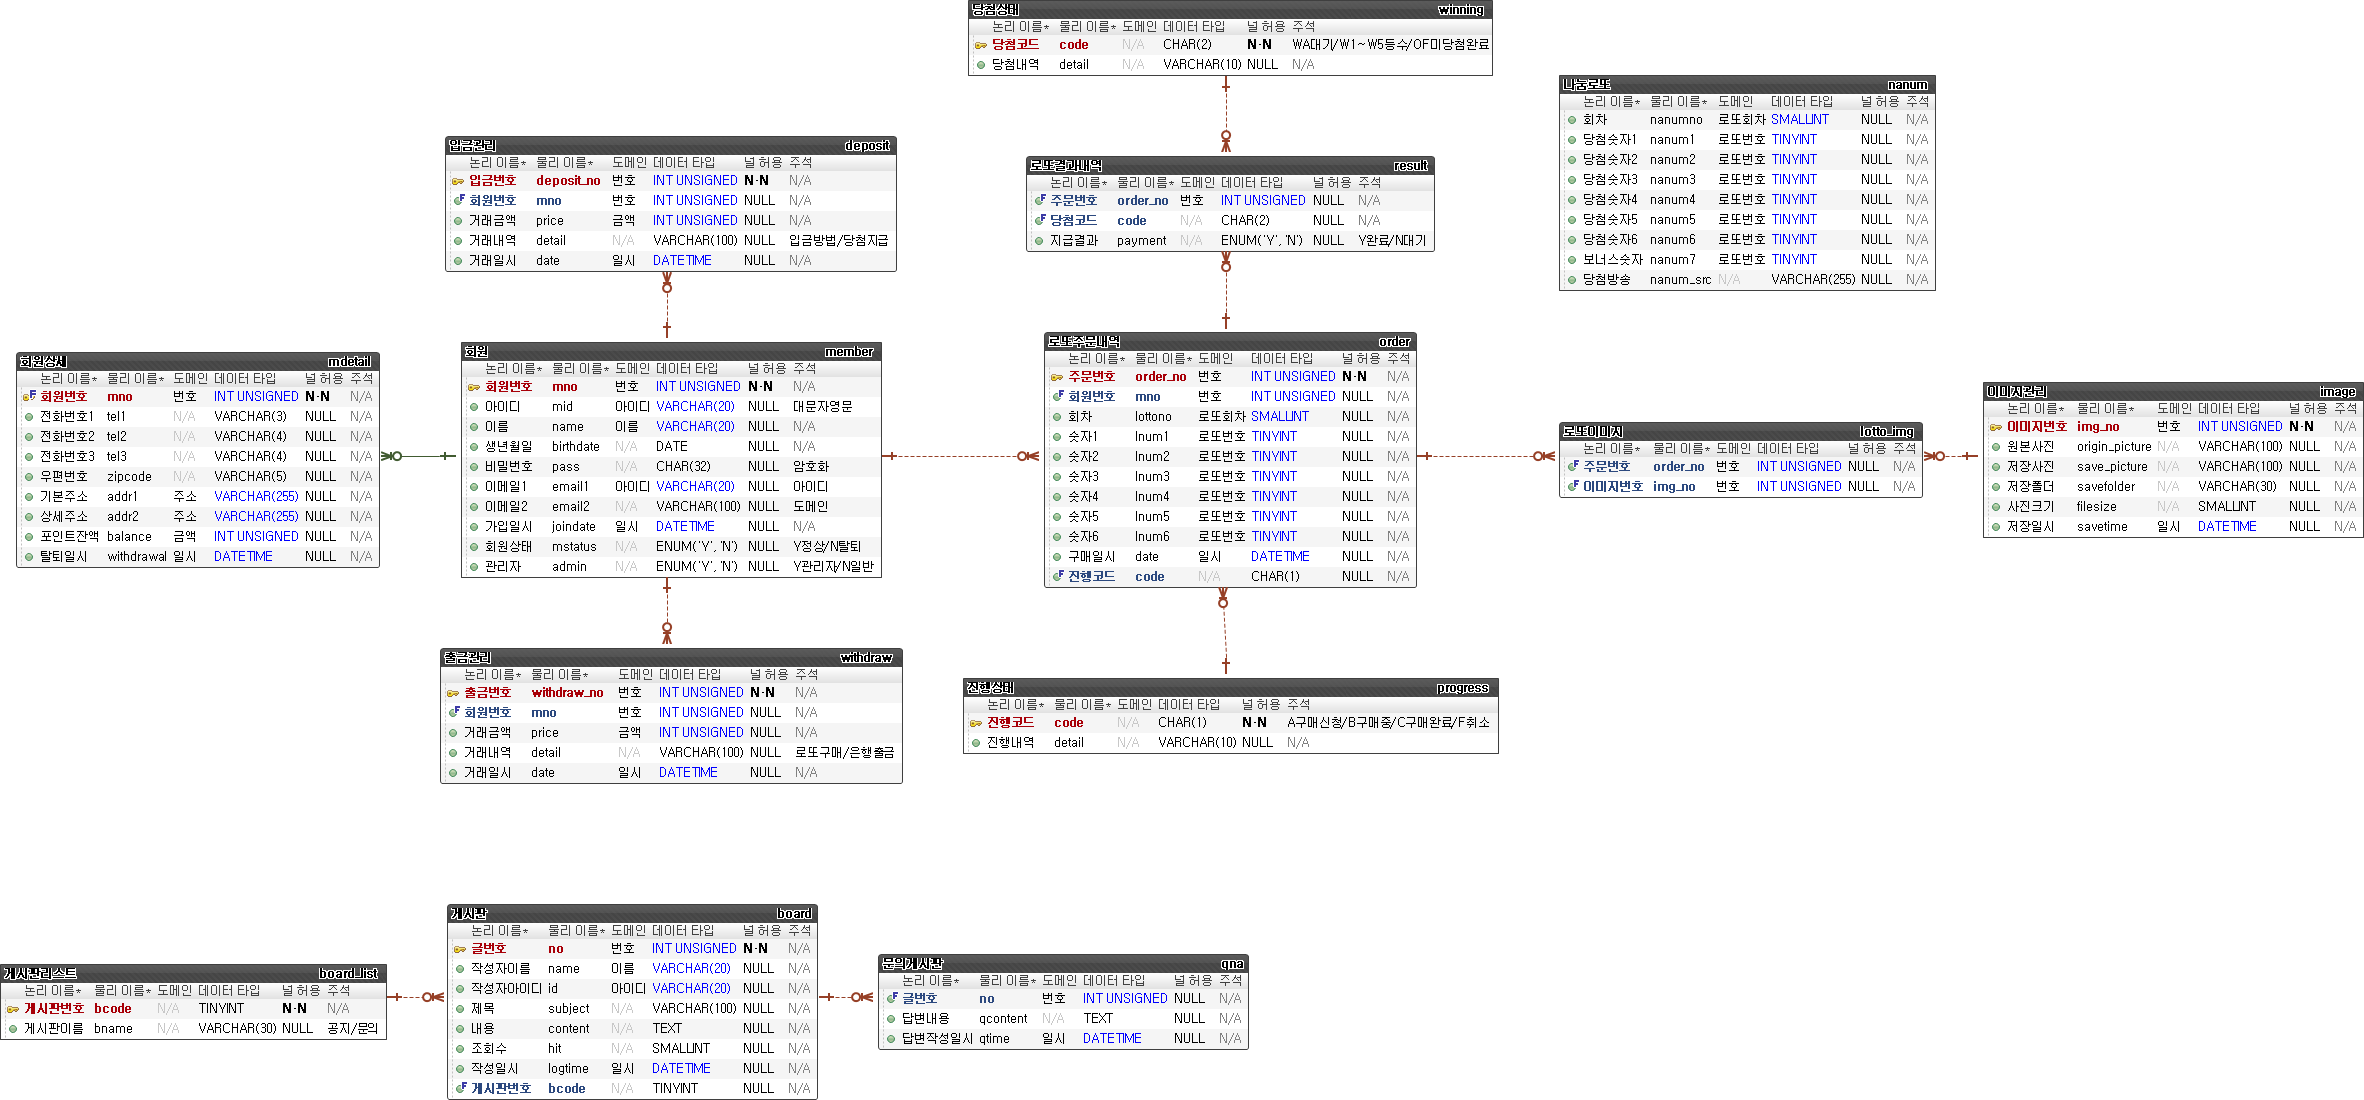 당첨상태 winning
논리 이름* 물리 이름* 도메인 데이터 타입 널 허용 주석
당첨코드 code N/A CHAR(2) N·N WA대기/W1~W5등수/OF미당첨완료
당첨내역 detail N/A VARCHAR(10) NULL N/A
나눔로또 nanum
논리 이름* 물리 이름* 도메인 데이터 타입 널 허용 주석
회차 nanumno 로또회차 SMALLINT NULL N/A
당첨숫자1 nanum1 로또번호 TINYINT NULL N/A
당첨숫자2 nanum2 로또번호 TINYINT NULL N/A
당첨숫자3 nanum3 로또번호 TINYINT NULL N/A
당첨숫자4 nanum4 로또번호 TINYINT NULL N/A
당첨숫자5 nanum5 로또번호 TINYINT NULL N/A
당첨숫자6 nanum6 로또번호 TINYINT NULL N/A
보너스숫자 nanum7 로또번호 TINYINT NULL N/A
당첨방송 nanum_src N/A VARCHAR(255) NULL N/A
입금관리 deposit
논리 이름* 물리 이름* 도메인 데이터 타입 널 허용 주석
입금번호 deposit_no 번호 INT UNSIGNED N·N N/A
회원번호 mno 번호 INT UNSIGNED NULL N/A
거래금액 price 금액 INT UNSIGNED NULL N/A
거래내역 detail N/A VARCHAR(100) NULL 입금방법/당첨지급
거래일시 date 일시 DATETIME NULL N/A
로또결과내역 result
논리 이름* 물리 이름* 도메인 데이터 타입 널 허용 주석
주문번호 order_no 번호 INT UNSIGNED NULL N/A
당첨코드 code N/A CHAR(2) NULL N/A
지급결과 payment N/A ENUM('Y', 'N') NULL Y완료/N대기
회원상세 mdetail
논리 이름* 물리 이름* 도메인 데이터 타입 널 허용 주석
회원번호 mno 번호 INT UNSIGNED N·N N/A
전화번호1 tel1 N/A VARCHAR(3) NULL N/A
전화번호2 tel2 N/A VARCHAR(4) NULL N/A
전화번호3 tel3 N/A VARCHAR(4) NULL N/A
우편번호 zipcode N/A VARCHAR(5) NULL N/A
기본주소 addr1 주소 VARCHAR(255) NULL N/A
상세주소 addr2 주소 VARCHAR(255) NULL N/A
포인트잔액 balance 금액 INT UNSIGNED NULL N/A
탈퇴일시 withdrawal 일시 DATETIME NULL N/A
회원 member
논리 이름* 물리 이름* 도메인 데이터 타입 널 허용 주석
회원번호 mno 번호 INT UNSIGNED N·N N/A
아이디 mid 아이디 VARCHAR(20) NULL 대문자영문
이름 name 이름 VARCHAR(20) NULL N/A
생년월일 birthdate N/A DATE NULL N/A
비밀번호 pass N/A CHAR(32) NULL 암호화
이메일1 email1 아이디 VARCHAR(20) NULL 아이디
이메일2 email2 N/A VARCHAR(100) NULL 도메인
가입일시 joindate 일시 DATETIME NULL N/A
회원상태 mstatus N/A ENUM('Y', 'N') NULL Y정상/N탈퇴
관리자 admin N/A ENUM('Y', 'N') NULL Y관리자/N일반
로또주문내역 order
논리 이름* 물리 이름* 도메인 데이터 타입 널 허용 주석
주문번호 order_no 번호 INT UNSIGNED N·N N/A
회원번호 mno 번호 INT UNSIGNED NULL N/A
회차 lottono 로또회차 SMALLINT NULL N/A
숫자1 lnum1 로또번호 TINYINT NULL N/A
숫자2 lnum2 로또번호 TINYINT NULL N/A
숫자3 lnum3 로또번호 TINYINT NULL N/A
숫자4 lnum4 로또번호 TINYINT NULL N/A
숫자5 lnum5 로또번호 TINYINT NULL N/A
숫자6 lnum6 로또번호 TINYINT NULL N/A
구매일시 date 일시 DATETIME NULL N/A
진행코드 code N/A CHAR(1) NULL N/A
로또이미지 lotto_img
논리 이름* 물리 이름* 도메인 데이터 타입 널 허용 주석
주문번호 order_no 번호 INT UNSIGNED NULL N/A
이미지번호 img_no 번호 INT UNSIGNED NULL N/A
이미지관리 image
논리 이름* 물리 이름* 도메인 데이터 타입 널 허용 주석
이미지번호 img_no 번호 INT UNSIGNED N·N N/A
원본사진 origin_picture N/A VARCHAR(100) NULL N/A
저장사진 save_picture N/A VARCHAR(100) NULL N/A
저장폴더 savefolder N/A VARCHAR(30) NULL N/A
사진크기 filesize N/A SMALLINT NULL N/A
저장일시 savetime 일시 DATETIME NULL N/A
출금관리 withdraw
논리 이름* 물리 이름* 도메인 데이터 타입 널 허용 주석
출금번호 withdraw_no 번호 INT UNSIGNED N·N N/A
회원번호 mno 번호 INT UNSIGNED NULL N/A
거래금액 price 금액 INT UNSIGNED NULL N/A
거래내역 detail N/A VARCHAR(100) NULL 로또구매/은행출금
거래일시 date 일시 DATETIME NULL N/A
진행상태 progress
논리 이름* 물리 이름* 도메인 데이터 타입 널 허용 주석
진행코드 code N/A CHAR(1) N·N A구매신청/B구매중/C구매완료/F취소
진행내역 detail N/A VARCHAR(10) NULL N/A
게시판리스트 board_list
논리 이름* 물리 이름* 도메인 데이터 타입 널 허용 주석
게시판번호 bcode N/A TINYINT N·N N/A
게시판이름 bname N/A VARCHAR(30) NULL 공지/문의
게시판 board
논리 이름* 물리 이름* 도메인 데이터 타입 널 허용 주석
글번호 no 번호 INT UNSIGNED N·N N/A
작성자이름 name 이름 VARCHAR(20) NULL N/A
작성자아이디 id 아이디 VARCHAR(20) NULL N/A
제목 subject N/A VARCHAR(100) NULL N/A
내용 content N/A TEXT NULL N/A
조회수 hit N/A SMALLINT NULL N/A
작성일시 logtime 일시 DATETIME NULL N/A
게시판번호 bcode N/A TINYINT NULL N/A
문의게시판 qna
논리 이름* 물리 이름* 도메인 데이터 타입 널 허용 주석
글번호 no 번호 INT UNSIGNED NULL N/A
답변내용 qcontent N/A TEXT NULL N/A
답변작성일시 qtime 일시 DATETIME NULL N/A